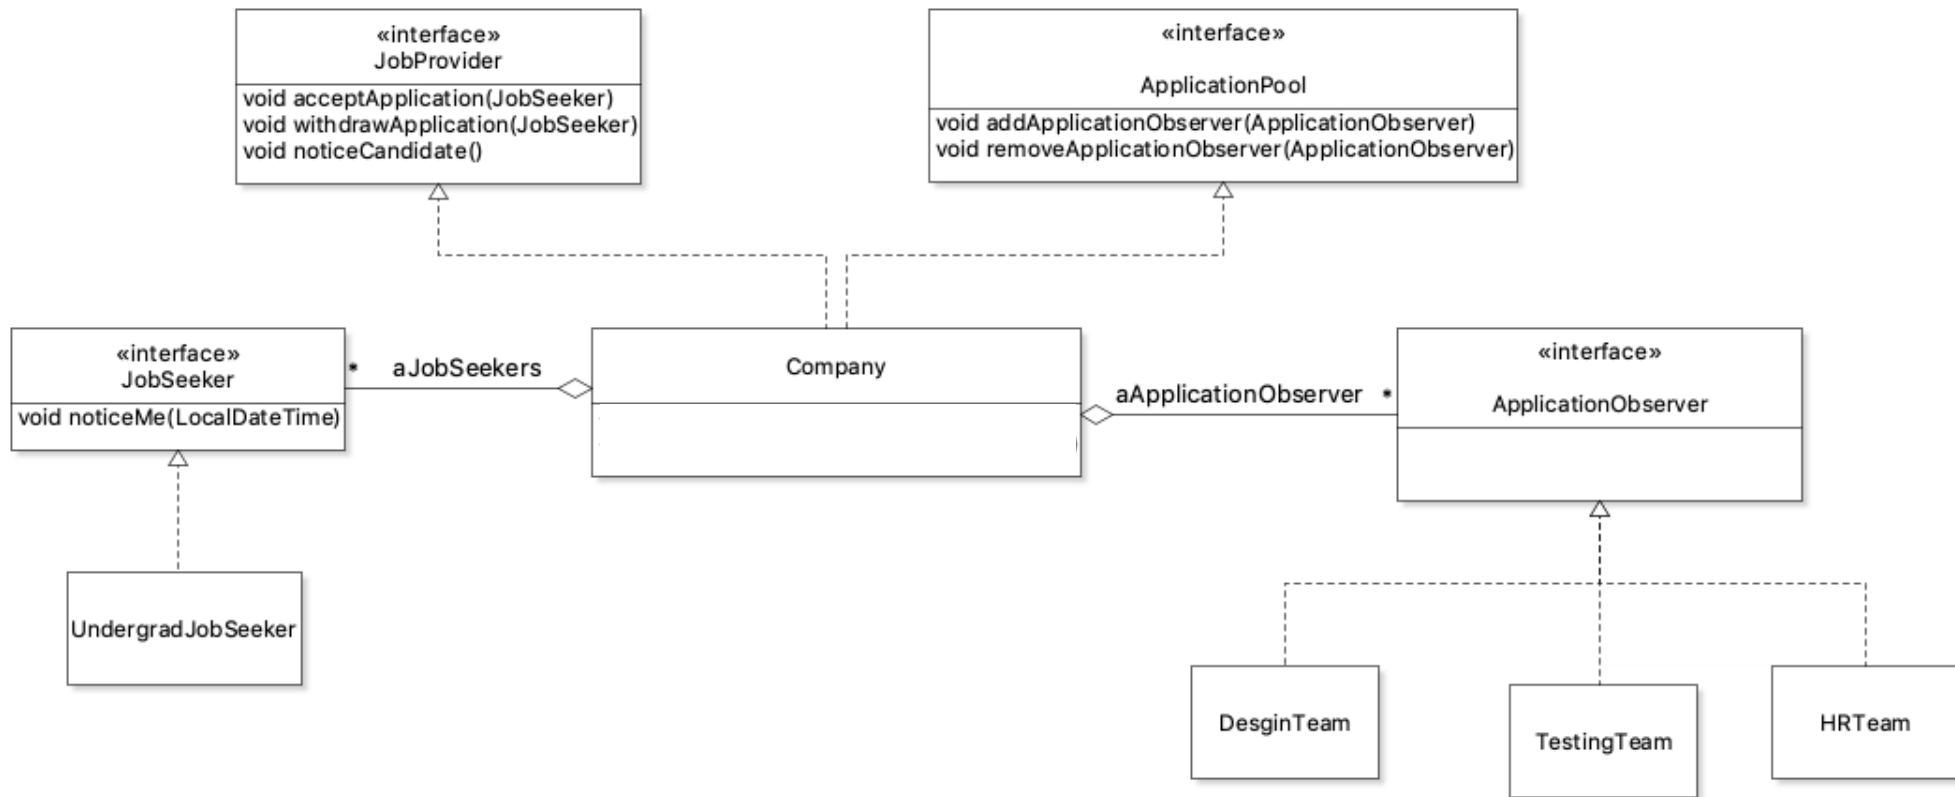 «interface»
JobProvider
void acceptApplication(JobSeeker)
void withdrawApplication(JobSeeker)
void noticeCandidate()
«interface»
ApplicationPool
void addApplicationObserver(ApplicationObserver)
void removeApplicationObserver(ApplicationObserver)
«interface»
JobSeeker
void noticeMe(LocalDateTime)
* aJobSeekers
Company
aApplicationObserver *
«interface»
ApplicationObserver
UndergradJobSeeker
DesginTeam
TestingTeam
HRTeam